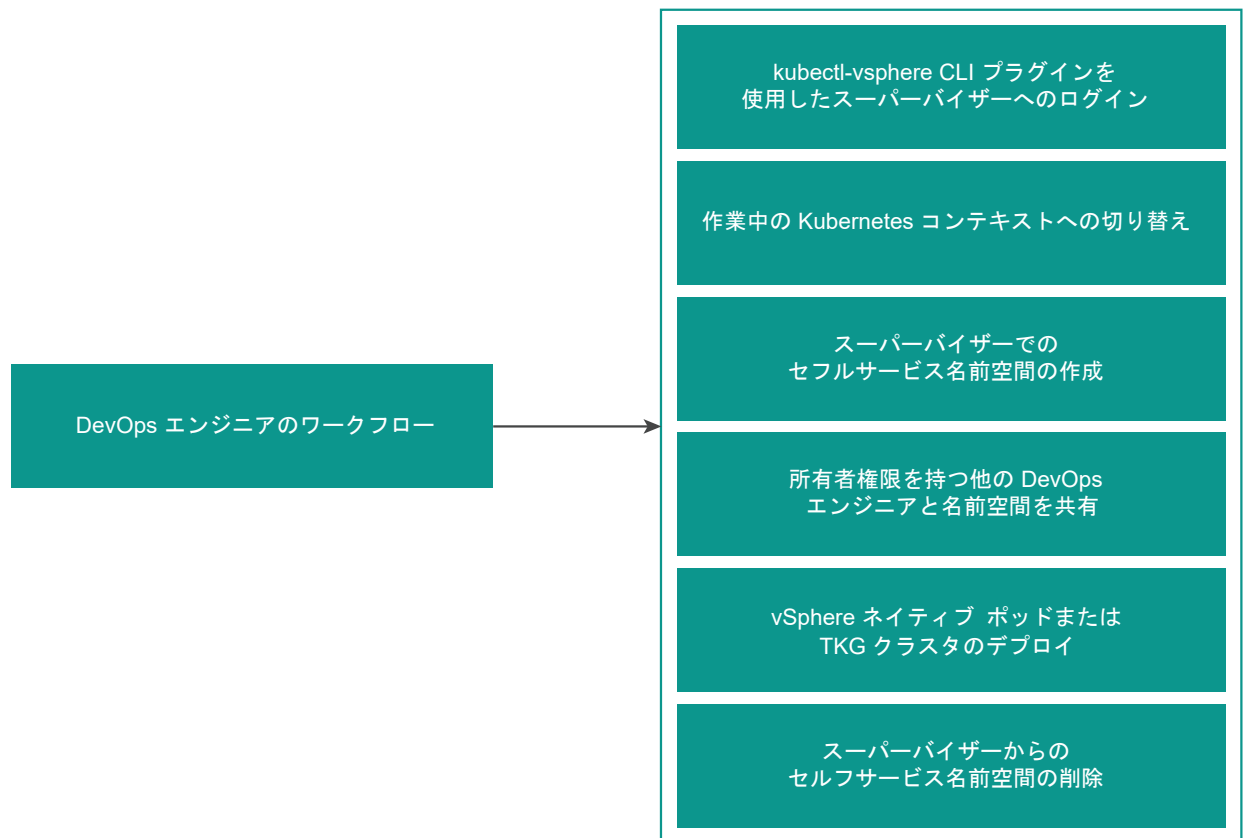 kubectl-vsphere CLI プラグインを
使用したスーパーバイザーへのログイン
作業中の Kubernetes コンテキストへの切り替え
スーパーバイザーでの
セフルサービス名前空間の作成
DevOps エンジニアのワークフロー
所有者権限を持つ他の DevOps
エンジニアと名前空間を共有
vSphere ネイティブ ポッドまたは
TKG クラスタのデプロイ
スーパーバイザーからの
セルフサービス名前空間の削除